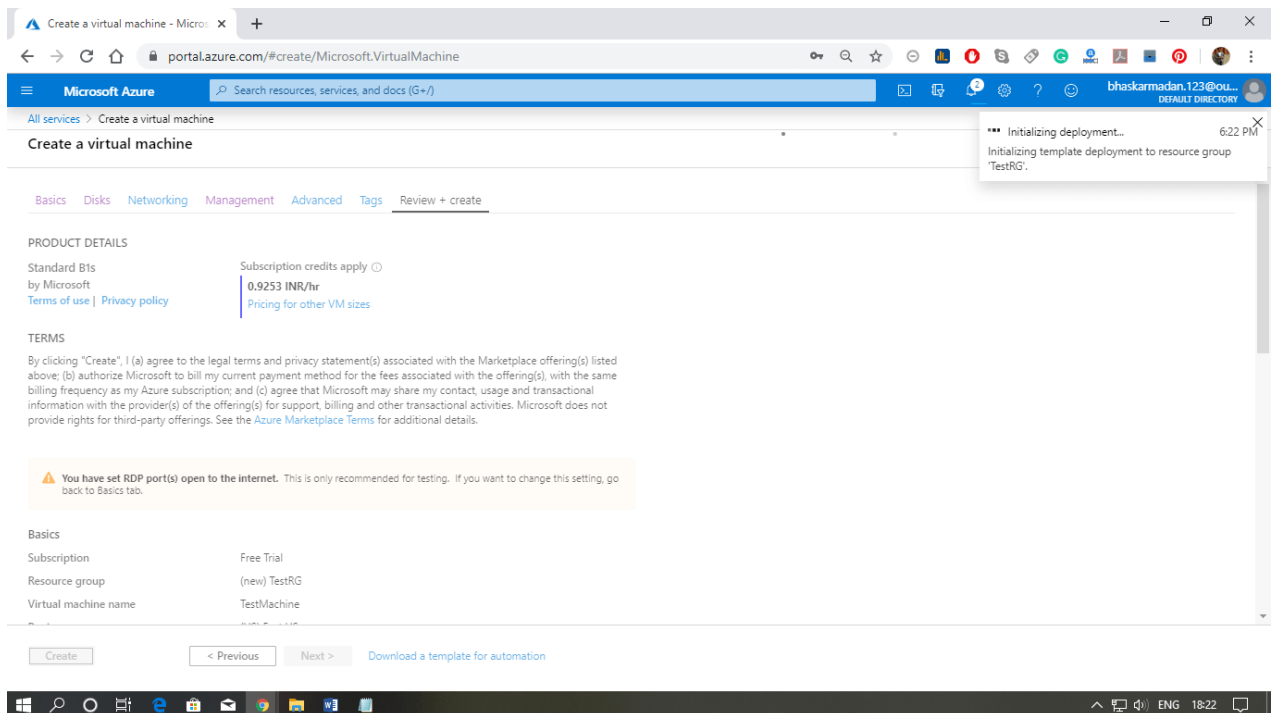 Create a virtual machine - Micros
portal.azure.com/#create/Microsoft.VirtualMachine
Microsoft Azure
Search resources, services, and docs (G+/)
2
bhaskarmadan.123@ou...
DEFAULT DIRECTORY
All services > Create a virtual machine
Create a virtual machine
Initializing deployment... 6:22 PM
Initializing template deployment to resource group
'TestRG'.
Basics Disks Networking Management Advanced Tags Review + create
PRODUCT DETAILS
Standard B1s
by Microsoft
Terms of use | Privacy policy
Subscription credits apply
0.9253 INR/hr
Pricing for other VM sizes
TERMS
By clicking "Create", I (a) agree to the legal terms and privacy statement(s) associated with the Marketplace offering(s) listed
above; (b) authorize Microsoft to bill my current payment method for the fees associated with the offering(s), with the same
billing frequency as my Azure subscription; and (c) agree that Microsoft may share my contact, usage and transactional
information with the provider(s) of the offering(s) for support, billing and other transactional activities. Microsoft does not
provide rights for third-party offerings. See the Azure Marketplace Terms for additional details.
You have set RDP port(s) open to the internet. This is only recommended for testing. If you want to change this setting, go
back to Basics tab.
Basics
Subscription Free Trial
Resource group (new) TestRG
Virtual machine name TestMachine
Create < Previous Next > Download a template for automation
ENG 18:22